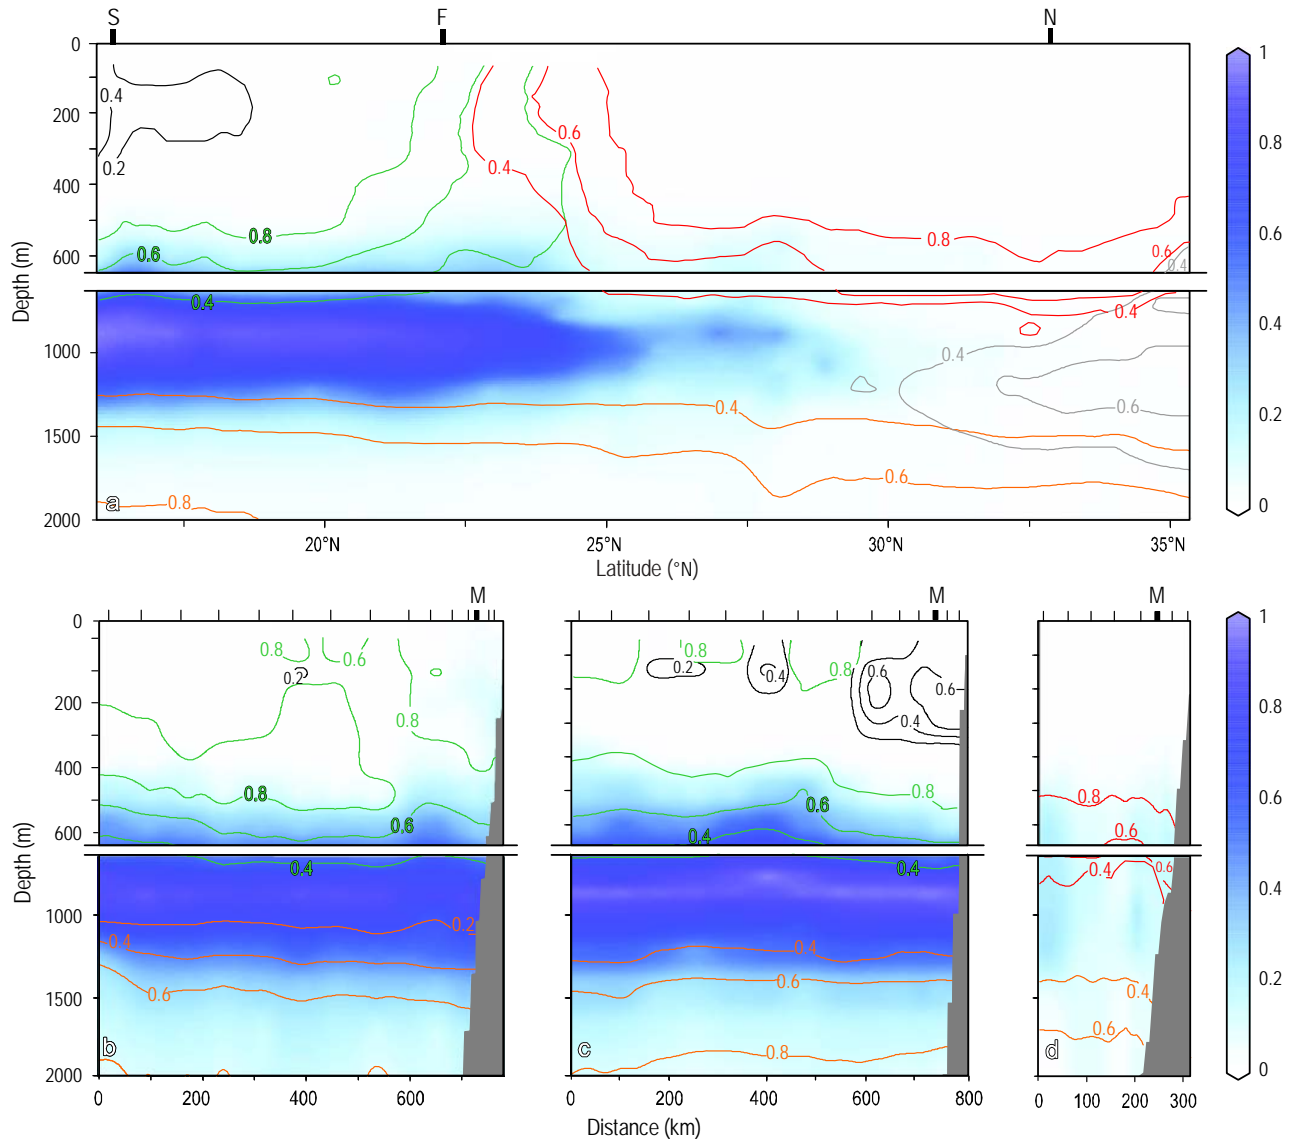 S F N
0 1
0.4 0.8
200
0.6
0.2 0.4
400
0.8 0.8 0.6
0.6 0.6
600 0.4
Depth (m)
0.4 0.4
1000 0.4 0.4
0.4 0.6
1500 0.2
0.6
a 0.8
2000 0
20°N 25°N 30°N 35°N
Latitude (°N)
M M M
0 1
0.8 0.6 0.8 0.8
0.2 0.2 0.4 0.6 0.6
200 0.8 0.4 0.8
400
0.8 0.8 0.8
0.6 0.6 0.6
600 0.4 0.6
Depth (m)
0.4 0.4 0.4 0.6
0.4
1000 0.2
0.4 0.4
0.6 0.6 0.4
1500 0.2
0.6
b c 0.8 d
2000 0
0 200 400 600 0 200 400 600 800 0 100 200 300
Distance (km)